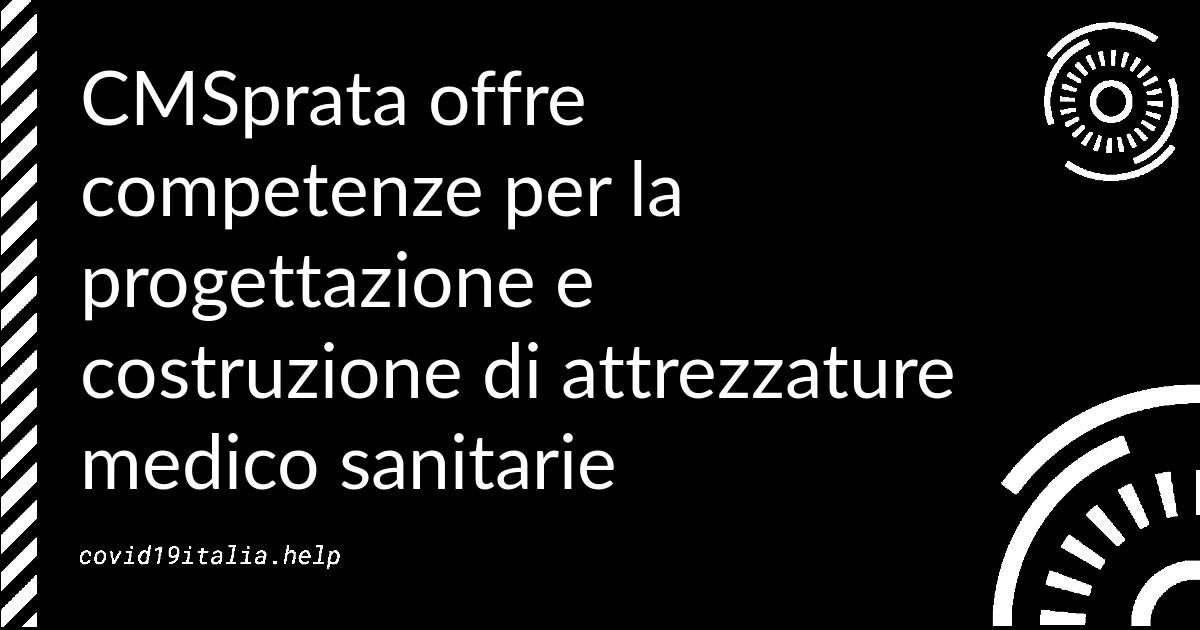 CMSprata offre
competenze per la
progettazione e
costruzione di attrezzature
medico sanitarie
covid19italia.help